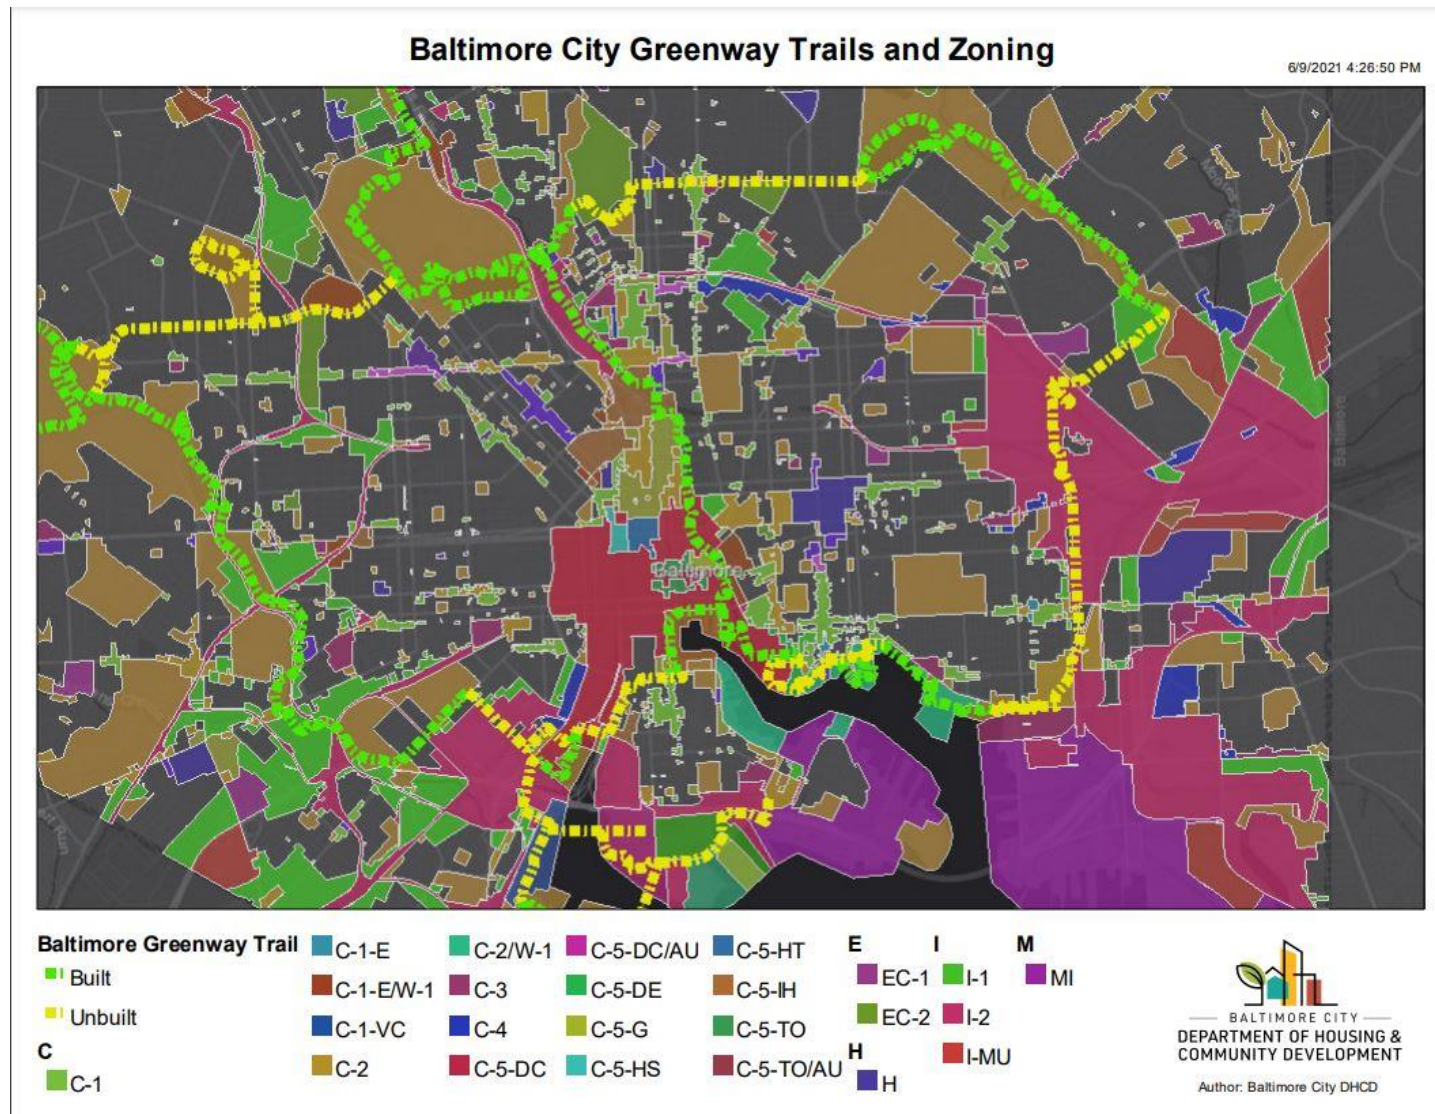 Baltimore City Greenway Trails and Zoning
6/9/2021 4:26:50 PM
Baltimore
Baltimore
Baltimore Greenway Trail
Built
Unbuilt
C
C-1
C-1-E
C-1-E/W-1
C-1-VC
C-2
C-2/W-1
C-3
C-4
C-5-DC
C-5-DC/AU
C-5-DE
C-5-G
C-5-HS
C-5-HT
C-5-IH
C-5-TO
C-5-TO/AU
E
EC-1
EC-2
H
H
I
I-1
I-2
I-MU
M
MI
BALTIMORE CITY
DEPARTMENT OF HOUSING &
COMMUNITY DEVELOPMENT
Author: Baltimore City DHCD